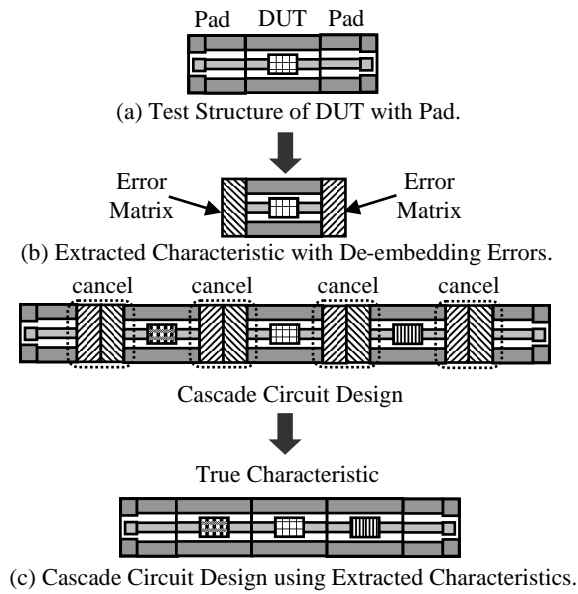 Pad DUT Pad
(a) Test Structure of DUT with Pad.
Error
Matrix
Error
Matrix
(b) Extracted Characteristic with De-embedding Errors.
cancel cancel cancel cancel
Cascade Circuit Design
True Characteristic
(c) Cascade Circuit Design using Extracted Characteristics.